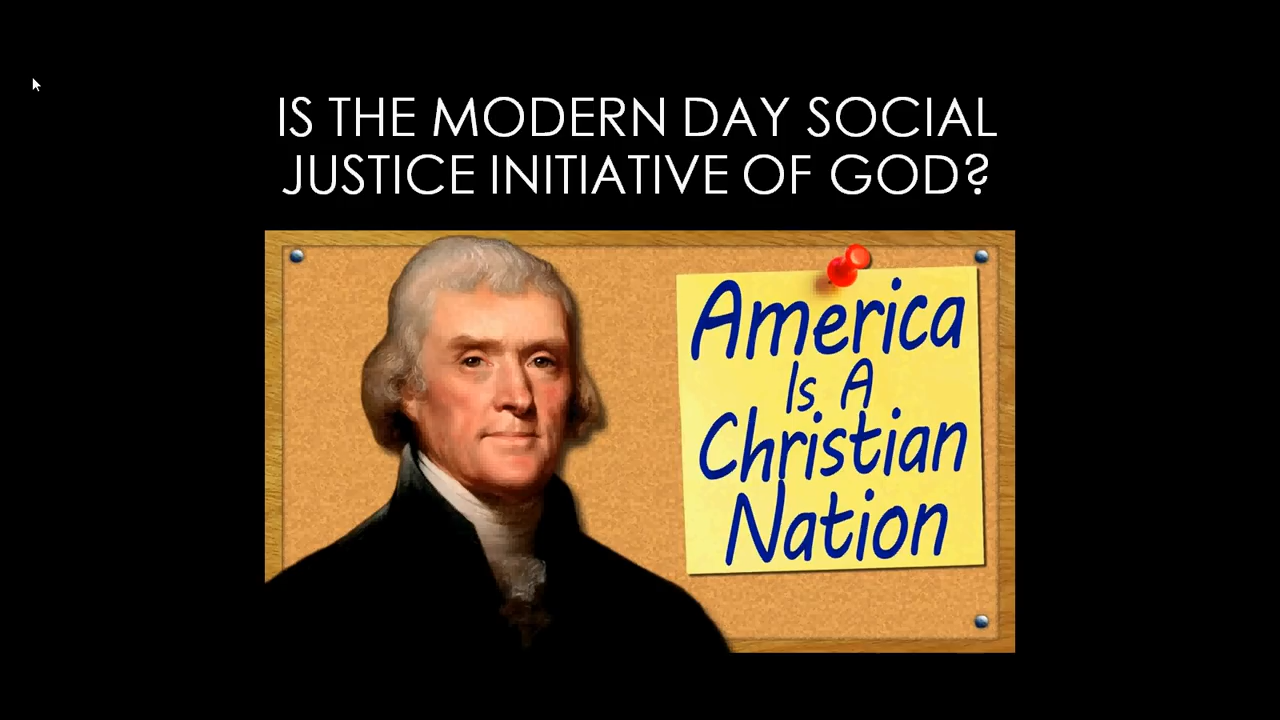 IS THE MODERN DAY SOCIAL
JUSTICE INITIATIVE OF GOD?
America
Is A
Christian
Nation